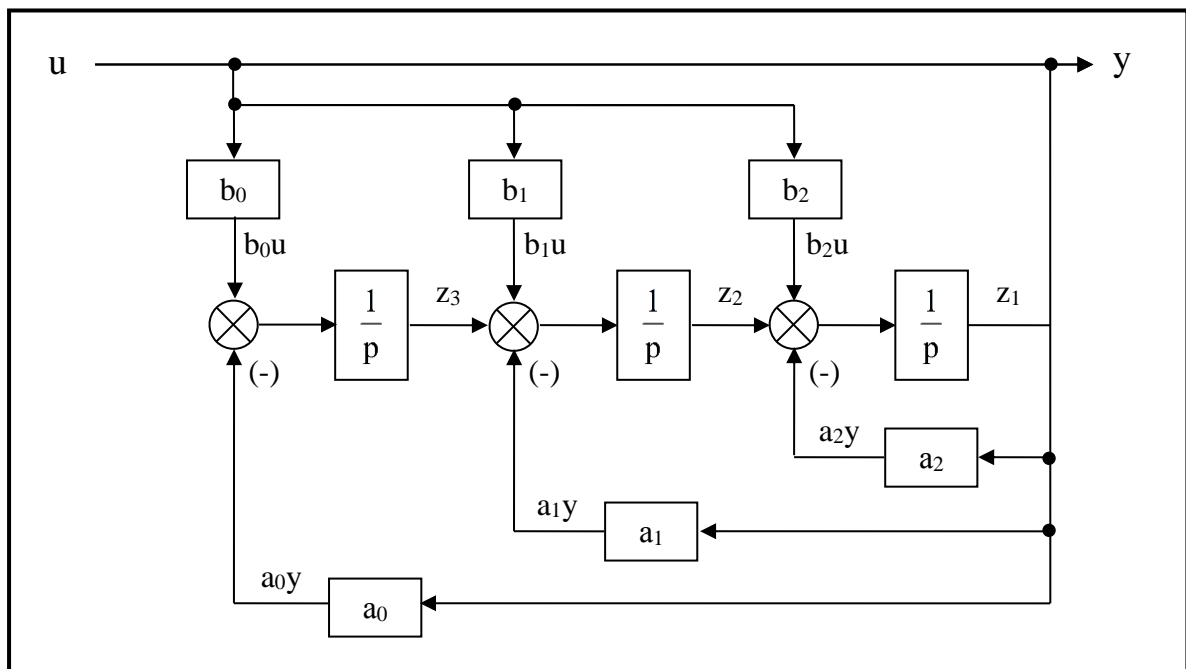 u y
b₀ b₁ b₂
b₀u b₁u b₂u
1/p z₃ 1/p z₂ 1/p z₁
(-) (-) (-)
a₂y a₂
a₁y a₁
a₀y a₀